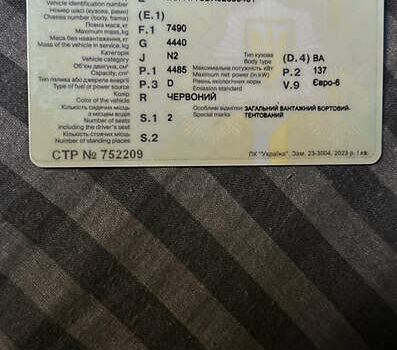 Vehicle identification number
Номер шасі (кузова, рами)
Chassis number (body, frame) (E.1)
Повна маса, кг
Maximum mass, kg F.1 7490
Маса без навантаження, кг
Mass of the vehicle in service, kg G 4440
Категорія Тип кузова
Vehicle category J N2 Body type (D.4) BA
Об'єм двигуна, см³ Максимальна потужність кВт
Capacity, cm³ P.1 4485 Maximum net power (in kW) P.2 137
Тип палива або джерела енергії Рівень екологічних норм
Type of fuel or power source P.3 D Emission standard V.9 Євро-6
Колір
Color of the vehicle R ЧЕРВОНИЙ
Кількість сидячих місць Особливі відмітки ЗАГАЛЬНИЙ ВАНТАЖНИЙ БОРТОВИЙ-
з місцем водія Special marks ТЕНТОВАНИЙ
Number of seats S.1 2
including the driver's seat
Кількість стоячих місць
Number of standing places S.2
СТР № 752209 ПК "Україна". Зам. 23-3004, 2023 р. I кв.